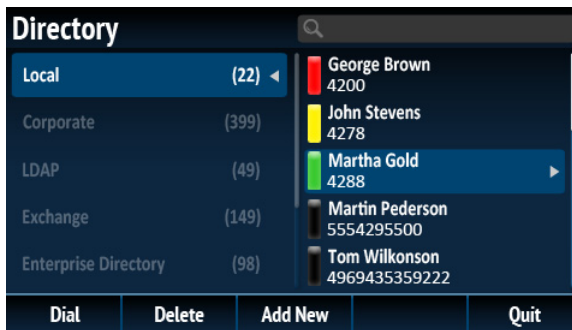 Directory
Local (22)
Corporate (399)
LDAP (49)
Exchange (149)
Enterprise Directory (98)
George Brown
4200
John Stevens
4278
Martha Gold
4288
Martin Pederson
5554295500
Tom Wilkonson
4969435359222
Dial Delete Add New Quit